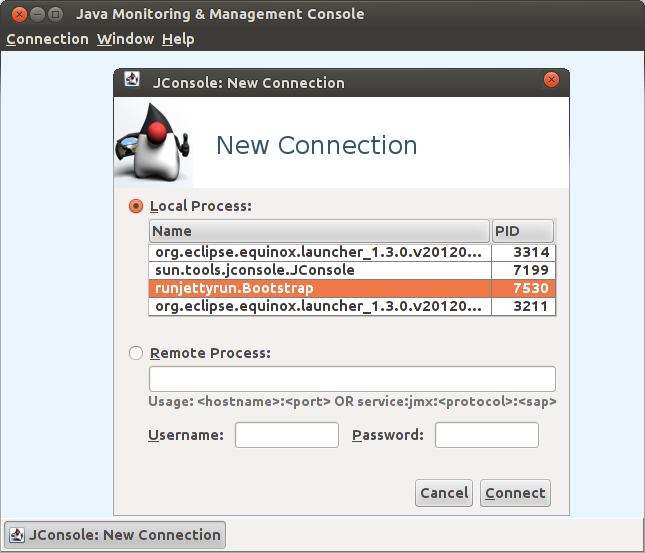 Java Monitoring & Management Console
Connection Window Help
JConsole: New Connection
New Connection
Local Process:
Name PID
org.eclipse.equinox.launcher_1.3.0.v20120... 3314
sun.tools.jconsole.JConsole 7199
runjettyrun.Bootstrap 7530
org.eclipse.equinox.launcher_1.3.0.v20120... 3211
Remote Process:
Usage: <hostname>:<port> OR service:jmx:<protocol>:<sap>
Username: Password:
Cancel Connect
JConsole: New Connection